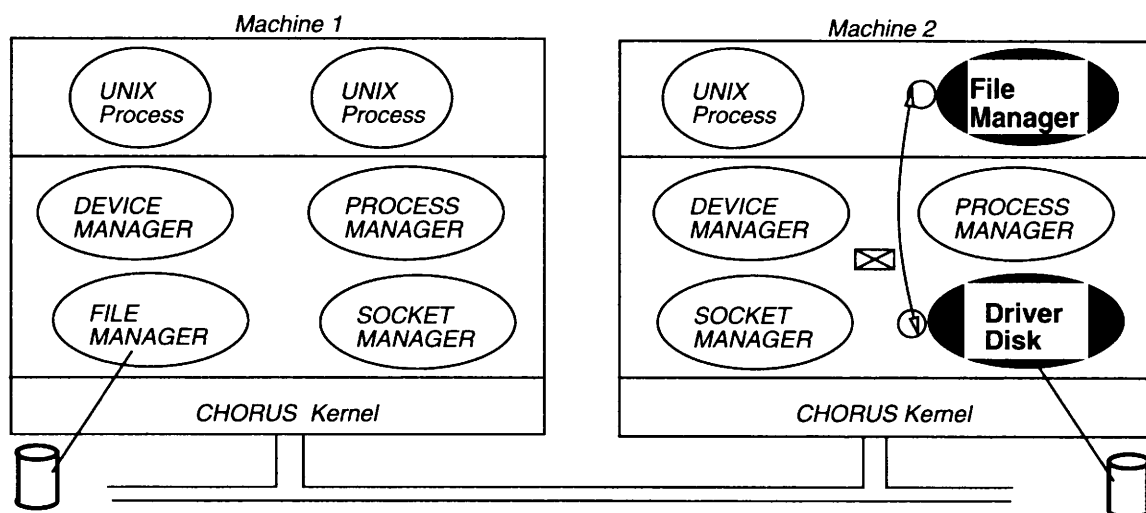 Machine 1
UNIX
Process
UNIX
Process
DEVICE
MANAGER
PROCESS
MANAGER
FILE
MANAGER
SOCKET
MANAGER
CHORUS Kernel
Machine 2
UNIX
Process
File
Manager
DEVICE
MANAGER
PROCESS
MANAGER
SOCKET
MANAGER
Driver
Disk
CHORUS Kernel